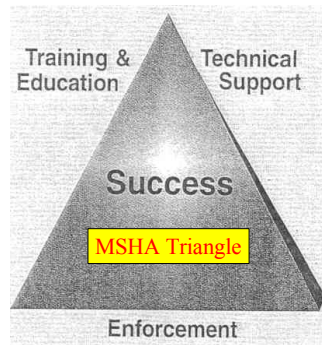 Training &
Education
Technical
Support
Success
MSHA Triangle
Enforcement